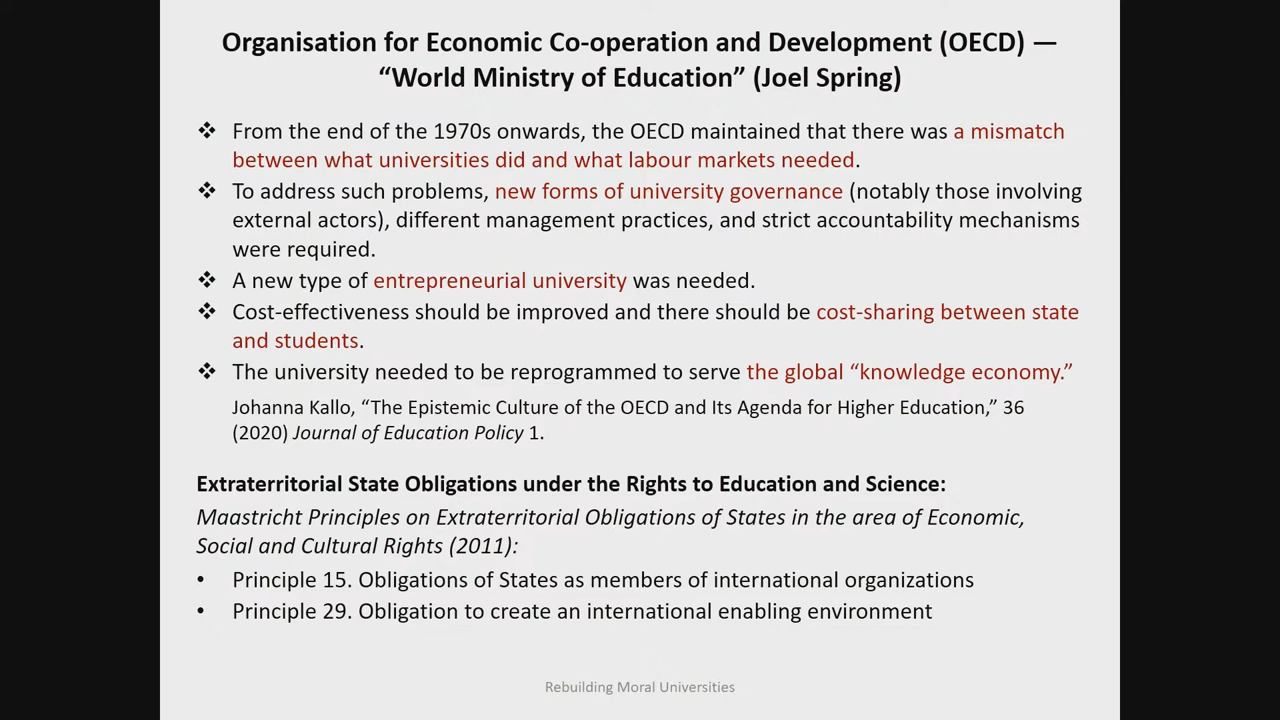 Organisation for Economic Co-operation and Development (OECD) —
“World Ministry of Education” (Joel Spring)
❖ From the end of the 1970s onwards, the OECD maintained that there was a mismatch
between what universities did and what labour markets needed.
❖ To address such problems, new forms of university governance (notably those involving
external actors), different management practices, and strict accountability mechanisms
were required.
❖ A new type of entrepreneurial university was needed.
❖ Cost-effectiveness should be improved and there should be cost-sharing between state
and students.
❖ The university needed to be reprogrammed to serve the global “knowledge economy.”
Johanna Kallo, “The Epistemic Culture of the OECD and Its Agenda for Higher Education,” 36
(2020) Journal of Education Policy 1.
Extraterritorial State Obligations under the Rights to Education and Science:
Maastricht Principles on Extraterritorial Obligations of States in the area of Economic,
Social and Cultural Rights (2011):
• Principle 15. Obligations of States as members of international organizations
• Principle 29. Obligation to create an international enabling environment
Rebuilding Moral Universities